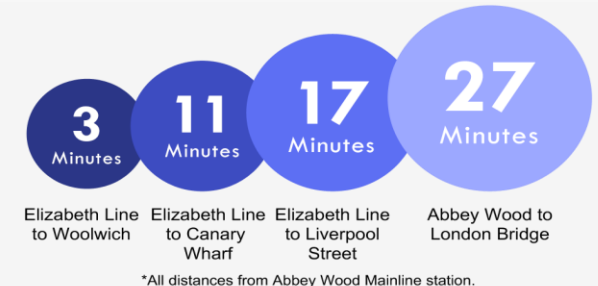 3
Minutes
11
Minutes
17
Minutes
27
Minutes
Elizabeth Line
to Woolwich
Elizabeth Line
to Canary
Wharf
Elizabeth Line
to Liverpool
Street
Abbey Wood to
London Bridge
*All distances from Abbey Wood Mainline station.